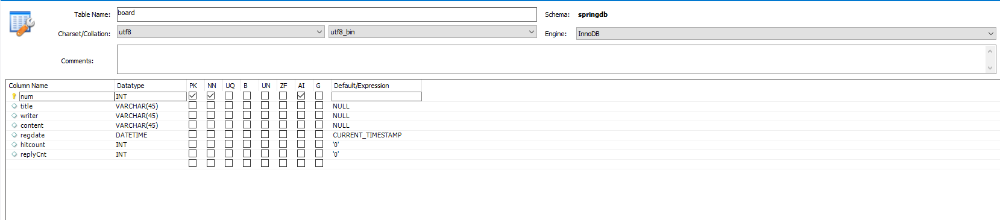 Table Name: board Schema: springdb
Charset/Collation: utf8 utf8_bin Engine: InnoDB
Comments:
Column Name Datatype PK NN UQ B UN ZF AI G Default/Expression
num INT
title VARCHAR(45) NULL
writer VARCHAR(45) NULL
content VARCHAR(45) NULL
regdate DATETIME CURRENT_TIMESTAMP
hitcount INT '0'
replyCnt INT '0'